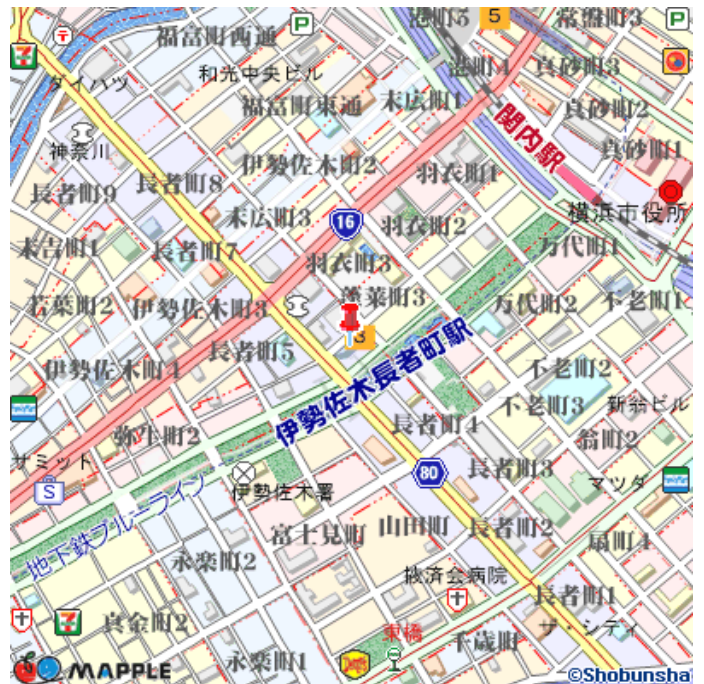 港町5
5
常盤町3
P
P
福富町西通
ダイハツ
和光中央ビル
港町4
真砂町3
福富町東通
末広町1
真砂町2
神奈川
関内駅
真砂町1
伊勢佐木町2
羽衣町1
長者町9
長者町8
横浜市役所
末広町3
16
羽衣町2
末吉町1
長者町7
万代町1
羽衣町3
蓬莱町3
若葉町2
伊勢佐木町3
万代町2
不老町1
3
長者町5
伊勢佐木町4
不老町2
伊勢佐木長者町駅
不老町3
新翁ビル
弥生町2
長者町4
翁町2
サミット
S
80
長者町3
マツダ
伊勢佐木署
地下鉄ブルーライン
富士見町
山田町
長者町2
扇町4
永楽町2
掖済会病院
長者町1
真金町2
東橋
千歳町
ザ・シティ
永楽町1
MAPPLE
©Shobunsha